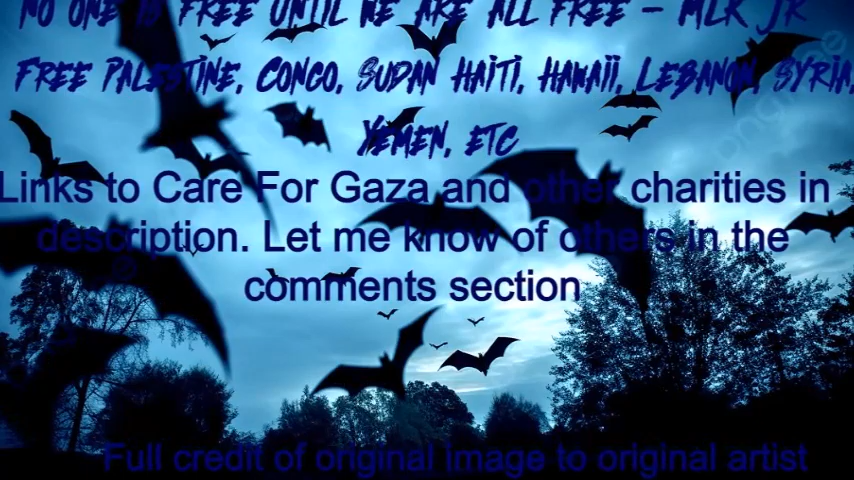 No one is free until we are all free – MLK Jr
Free Palestine, Congo, Sudan Haiti, Hawaii, Lebanon, Syria,
Yemen, etc
Links to Care For Gaza and other charities in
description. Let me know of others in the
comments section
Full credit of original image to original artist